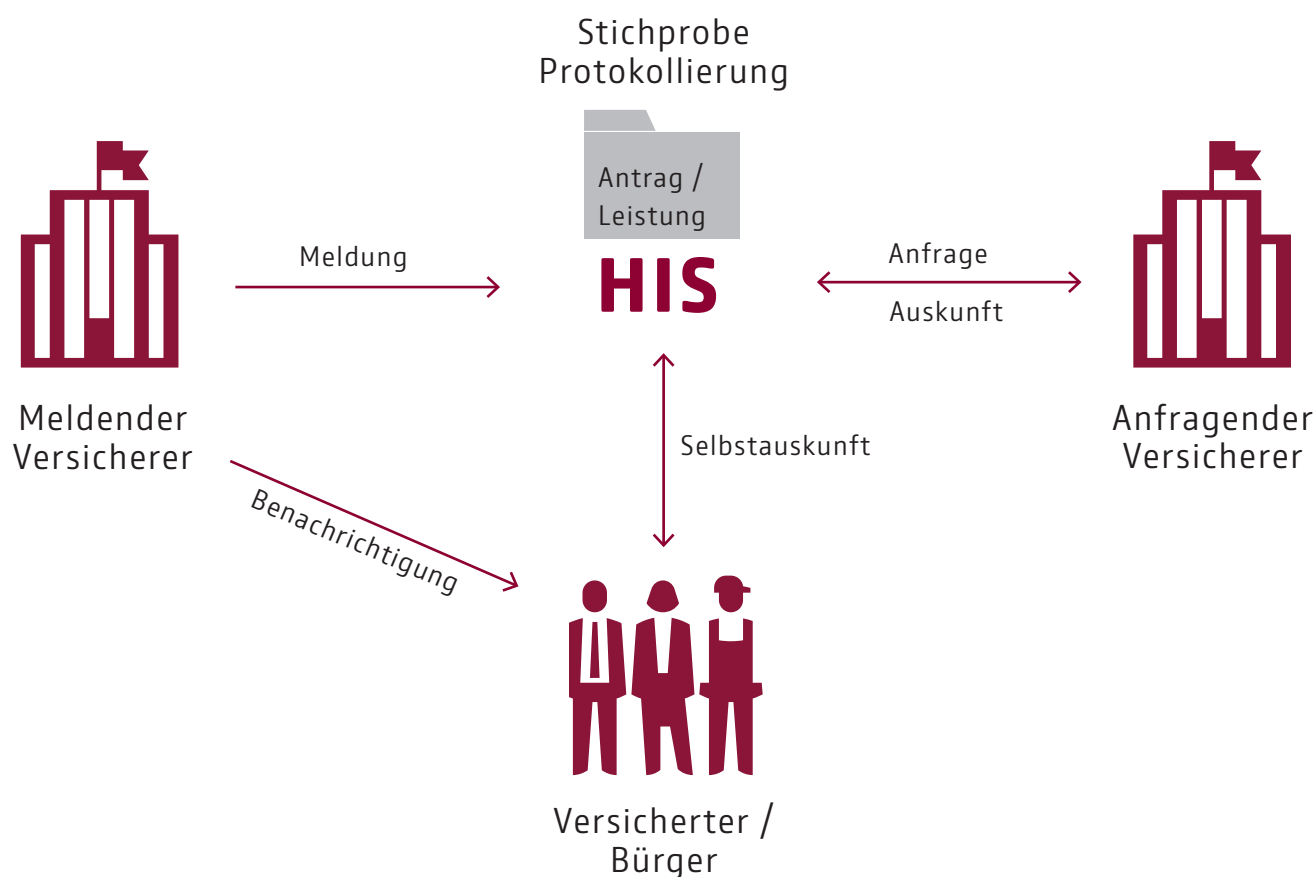 Stichprobe
Protokollierung
Antrag /
Leistung
HIS
Meldung
Anfrage
Auskunft
Meldender
Versicherer
Anfragender
Versicherer
Selbstauskunft
Benachrichtigung
Versicherter /
Bürger